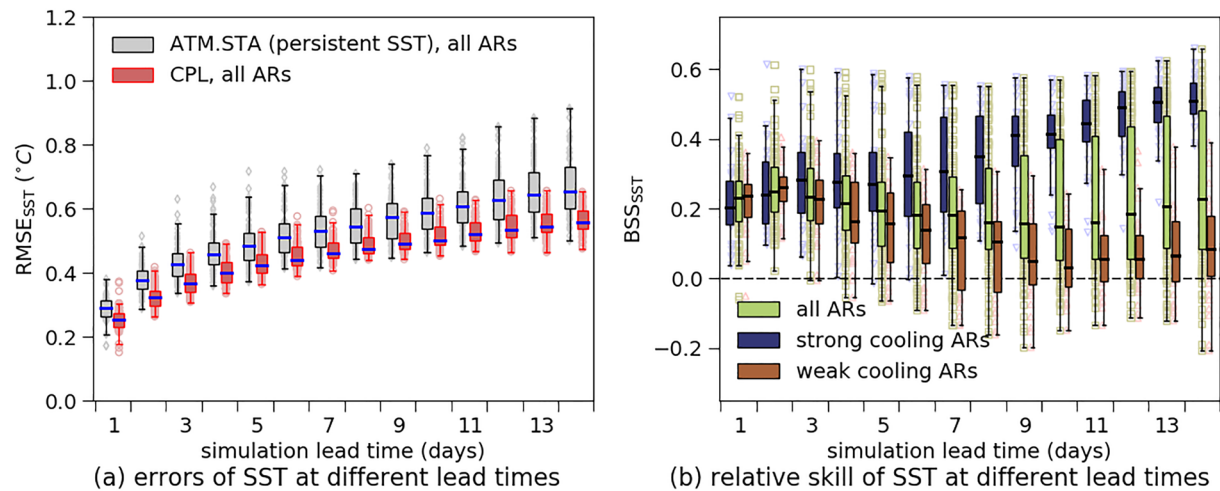 1.2
1.0
0.8
0.6
0.4
0.2
0.0
RMSE_SST (°C)
ATM.STA (persistent SST), all ARs
CPL, all ARs
1 3 5 7 9 11 13
simulation lead time (days)
(a) errors of SST at different lead times
0.6
0.4
0.2
0.0
−0.2
BSS_SST
all ARs
strong cooling ARs
weak cooling ARs
1 3 5 7 9 11 13
simulation lead time (days)
(b) relative skill of SST at different lead times